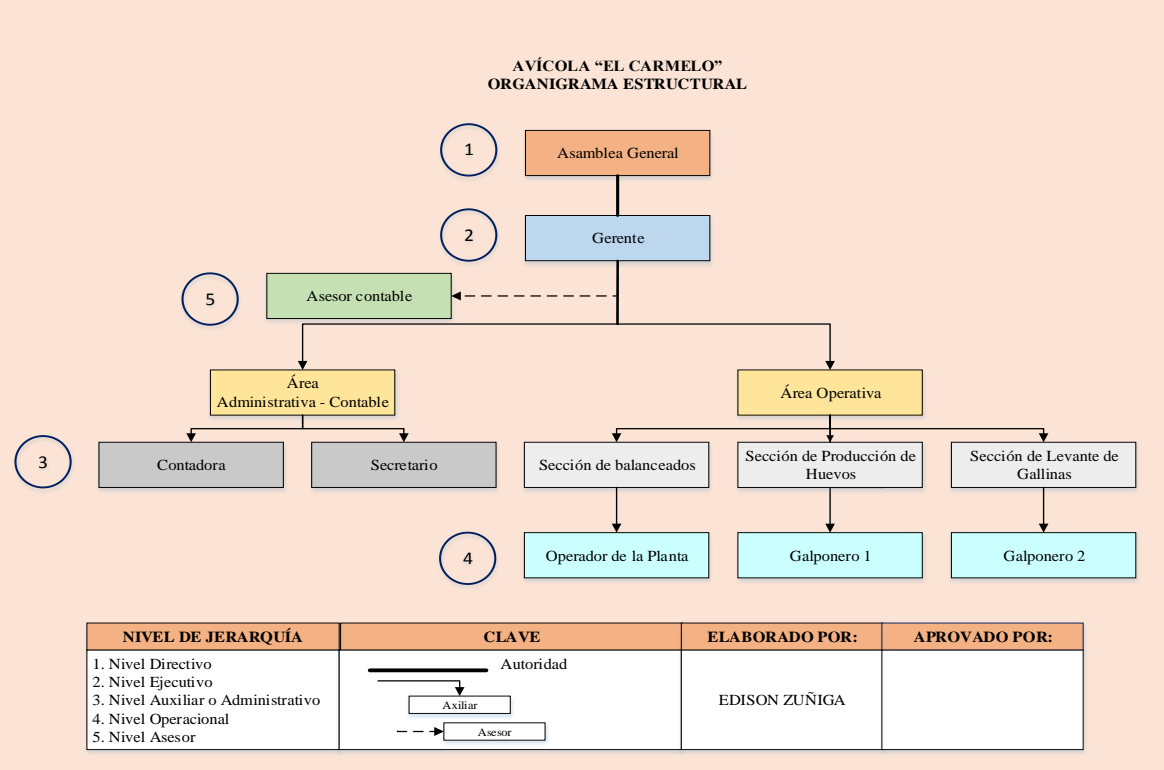 AVÍCOLA “EL CARMELO”
ORGANIGRAMA ESTRUCTURAL
1
Asamblea General
2
Gerente
5
Asesor contable
Área
Administrativa - Contable
Área Operativa
3
Contadora
Secretario
Sección de balanceados
Sección de Producción de
Huevos
Sección de Levante de
Gallinas
4
Operador de la Planta
Galponero 1
Galponero 2
NIVEL DE JERARQUÍA
1. Nivel Directivo
2. Nivel Ejecutivo
3. Nivel Auxiliar o Administrativo
4. Nivel Operacional
5. Nivel Asesor
CLAVE
Autoridad
Axiliar
Asesor
ELABORADO POR:
EDISON ZUÑIGA
APROVADO POR: